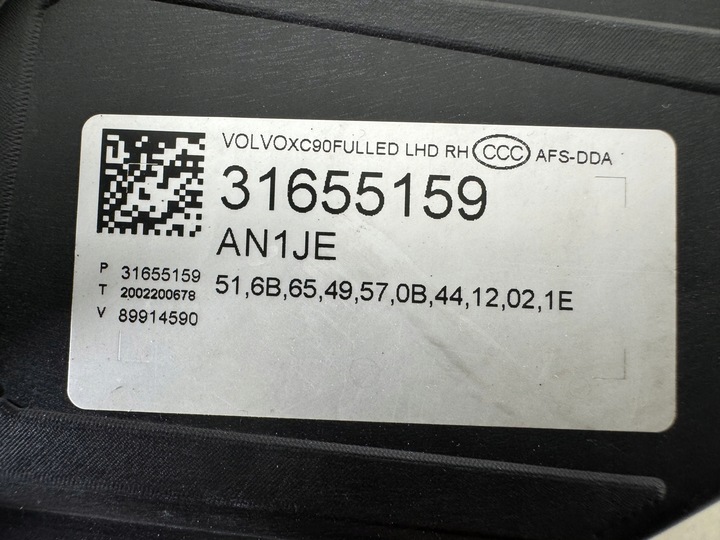 VOLVOXC90FULLED LHD RH CCC AFS-DDA
31655159
AN1JE
51,6B,65,49,57,0B,44,12,02,1E
P 31655159
T 2002200678
V 89914590